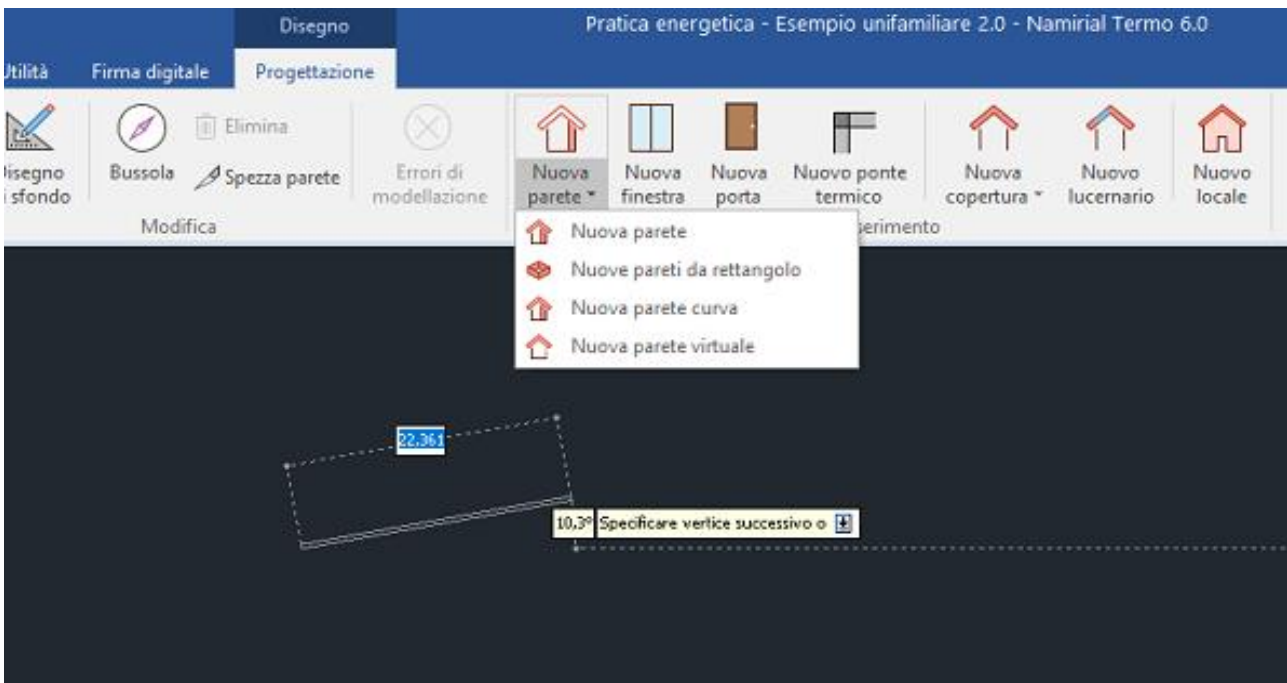 Disegno
Pratica energetica - Esempio unifamiliare 2.0 - Namirial Termo 6.0
Utilità
Firma digitale
Progettazione
Disegno
sfondo
Bussola
Elimina
Spezza parete
Errori di
modellazione
Nuova
parete
Nuova
finestra
Nuova
porta
Nuovo ponte
termico
Nuova
copertura
Nuovo
lucernario
Nuovo
locale
Modifica
serimento
Nuova parete
Nuove pareti da rettangolo
Nuova parete curva
Nuova parete virtuale
22,361
10,3° Specificare vertice successivo o